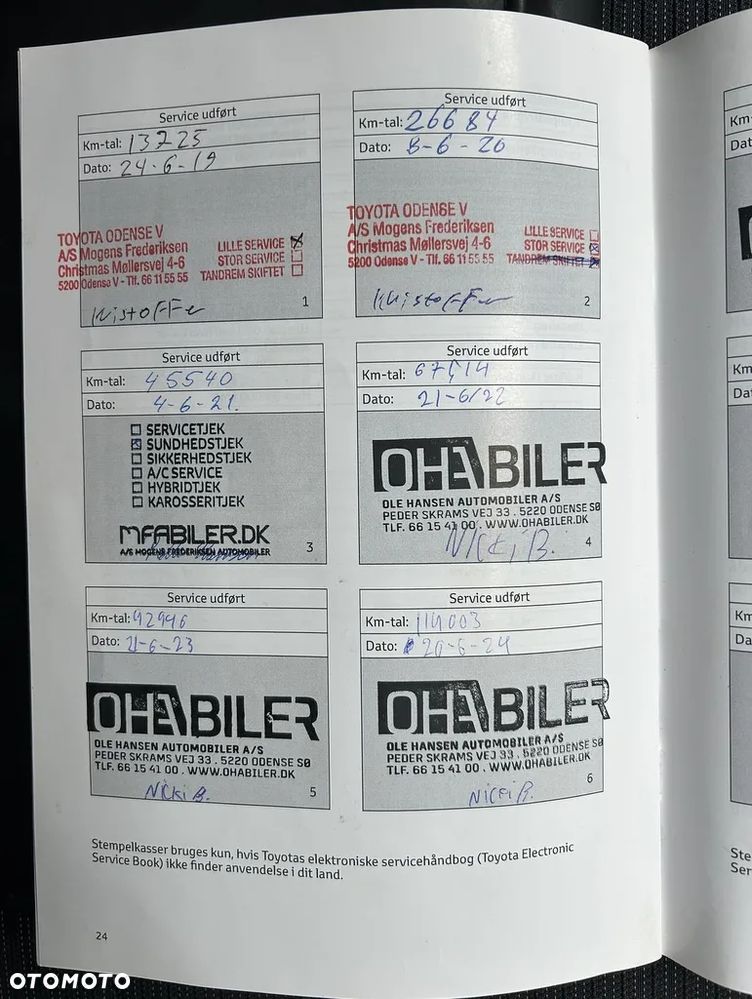 Service udført
Km-tal: 13225
Dato: 24-6-19
TOYOTA ODENSE V
A/S Mogens Frederiksen
Christmas Møllersvej 4-6
5200 Odense V - Tlf. 66 11 55 55
LILLE SERVICE
STOR SERVICE
TANDREM SKIFTET
Kristoffer
1
Service udført
Km-tal: 26684
Dato: 8-6-20
TOYOTA ODENSE V
A/S Mogens Frederiksen
Christmas Møllersvej 4-6
5200 Odense V - Tlf. 66 11 55 55
LILLE SERVICE
STOR SERVICE
TANDREM SKIFTET
Kristoffer
2
Service udført
Km-tal: 45540
Dato: 4-6-21.
SERVICETJEK
SUNDHEDSTJEK
SIKKERHEDSTJEK
A/C SERVICE
HYBRIDTJEK
KAROSSERITJEK
MFABILER.DK
A/S MOGENS FREDERIKSEN AUTOMOBILER
3
Service udført
Km-tal:
Dato: 21-6/22
OHABILER
OLE HANSEN AUTOMOBILER A/S
PEDER SKRAMS VEJ 33 . 5220 ODENSE SØ
TLF. 66 15 41 00 . WWW.OHABILER.DK
Nicki B.
4
Service udført
Km-tal: 92946
Dato: 21-6-23
OHABILER
OLE HANSEN AUTOMOBILER A/S
PEDER SKRAMS VEJ 33 . 5220 ODENSE SØ
TLF. 66 15 41 00 . WWW.OHABILER.DK
Nicki B.
5
Service udført
Km-tal: 114003
Dato: 20-6-24
OHABILER
OLE HANSEN AUTOMOBILER A/S
PEDER SKRAMS VEJ 33 . 5220 ODENSE SØ
TLF. 66 15 41 00 . WWW.OHABILER.DK
Nicki B.
6
Stempelkasser bruges kun, hvis Toyotas elektroniske servicehåndbog (Toyota Electronic
Service Book) ikke finder anvendelse i dit land.
24
OTOMOTO